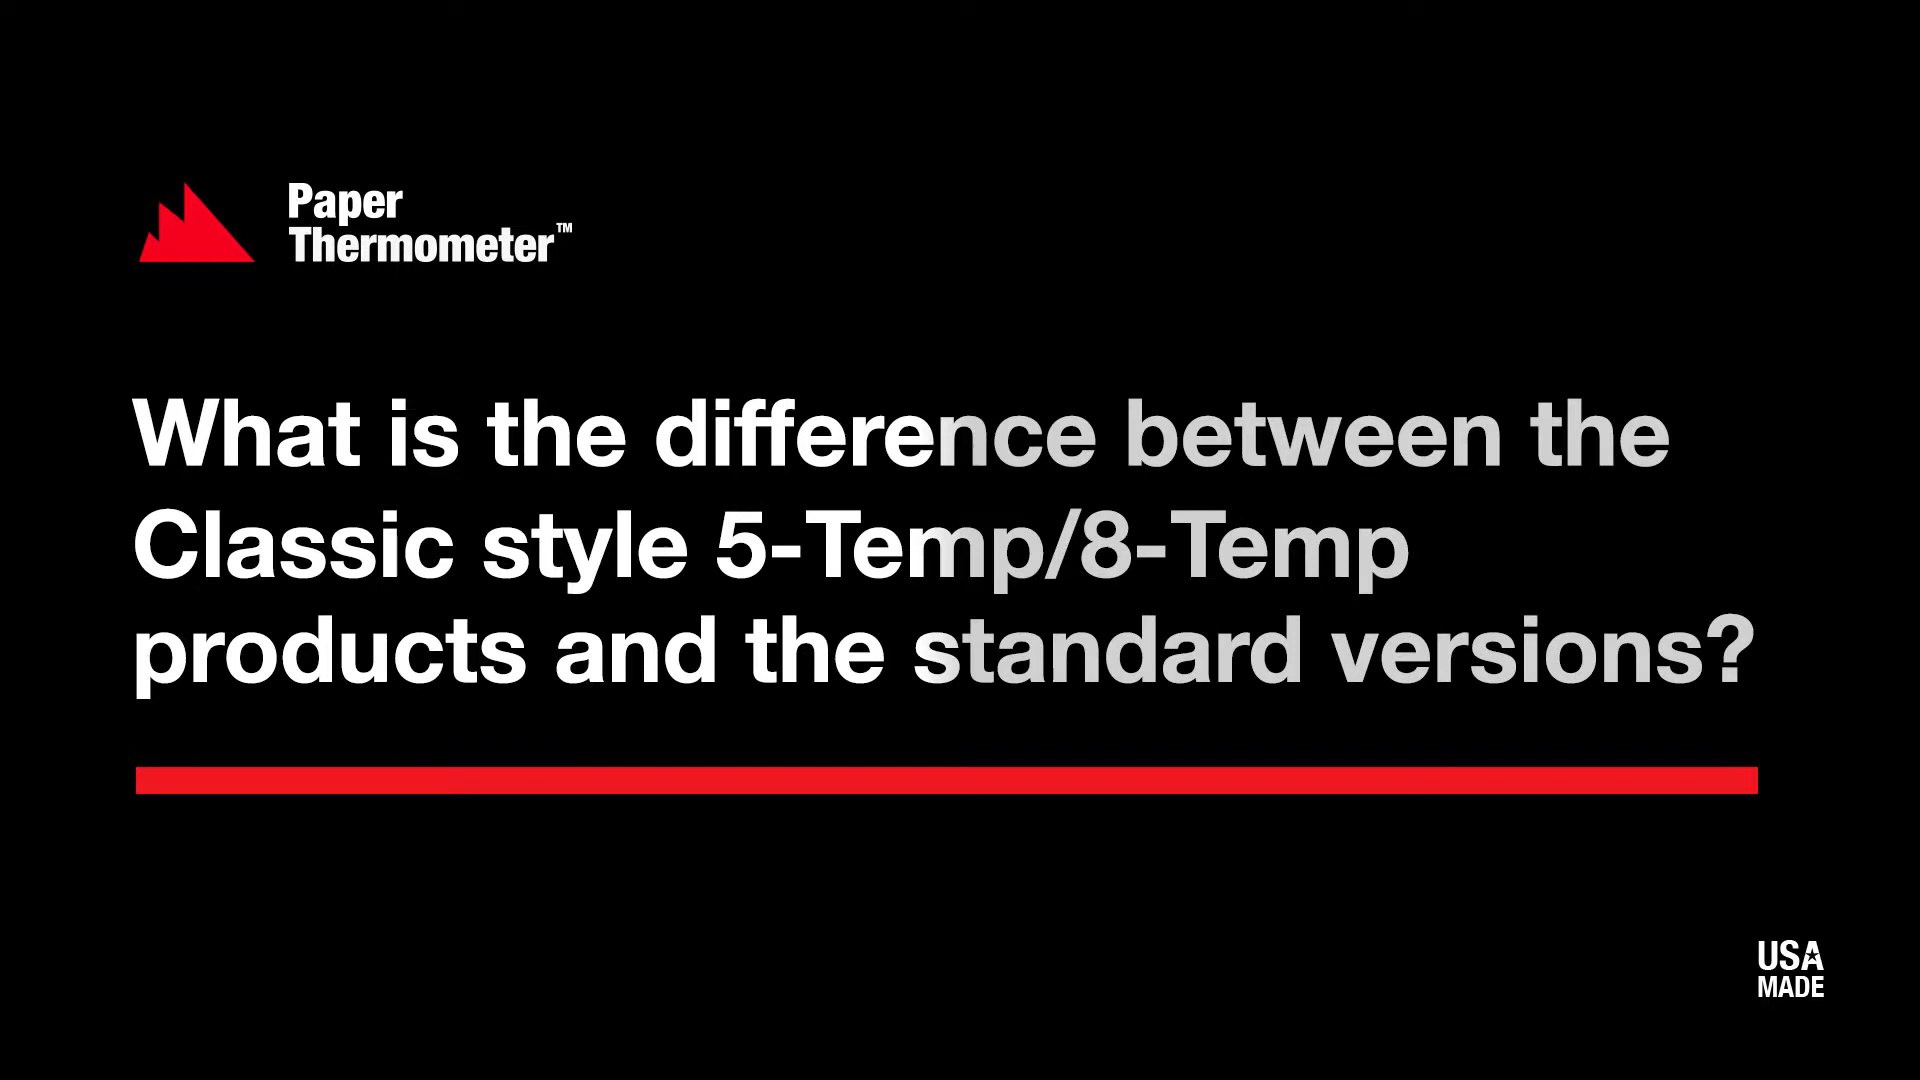 Paper
Thermometer™
What is the difference between the
Classic style 5-Temp/8-Temp
products and the standard versions?
USA
MADE